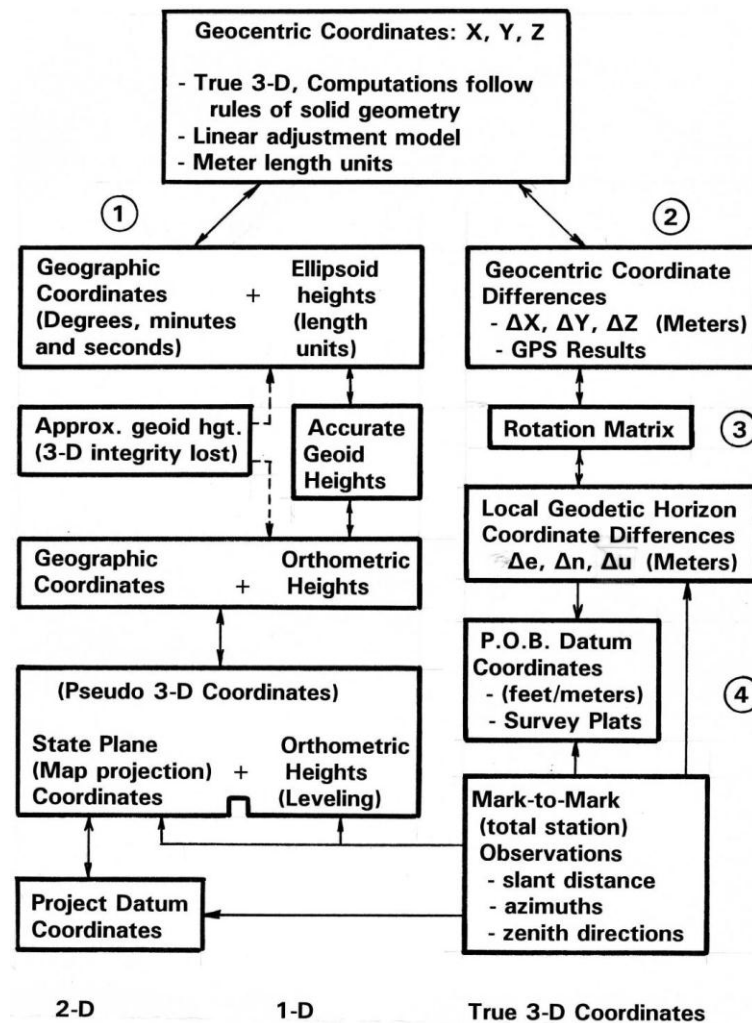 Geocentric Coordinates: X, Y, Z
- True 3-D, Computations follow
rules of solid geometry
- Linear adjustment model
- Meter length units
1
2
Geographic
Coordinates
(Degrees, minutes
and seconds)
+
Ellipsoid
heights
(length
units)
Geocentric Coordinate
Differences
- ΔX, ΔY, ΔZ (Meters)
- GPS Results
Approx. geoid hgt.
(3-D integrity lost)
Accurate
Geoid
Heights
Rotation Matrix
3
Local Geodetic Horizon
Coordinate Differences
Δe, Δn, Δu (Meters)
Geographic
Coordinates
+
Orthometric
Heights
P.O.B. Datum
Coordinates
- (feet/meters)
- Survey Plats
4
(Pseudo 3-D Coordinates)
State Plane
(Map projection)
Coordinates
+
Orthometric
Heights
(Leveling)
Mark-to-Mark
(total station)
Observations
- slant distance
- azimuths
- zenith directions
Project Datum
Coordinates
2-D
1-D
True 3-D Coordinates